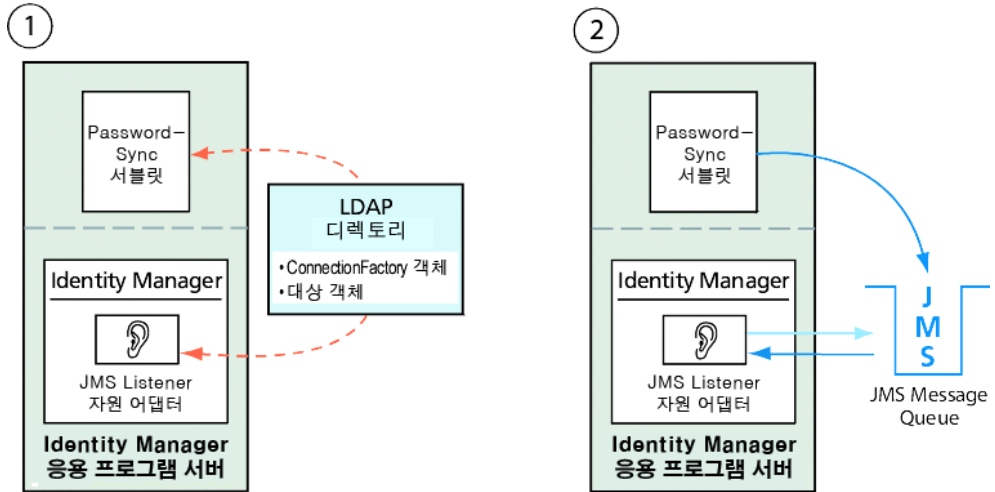 1
Password-
Sync
서블릿
LDAP
디렉토리
•ConnectionFactory 객체
•대상 객체
Identity Manager
JMS Listener
자원 어댑터
Identity Manager
응용 프로그램 서버
2
Password-
Sync
서블릿
Identity Manager
JMS Listener
자원 어댑터
Identity Manager
응용 프로그램 서버
J
M
S
JMS Message
Queue